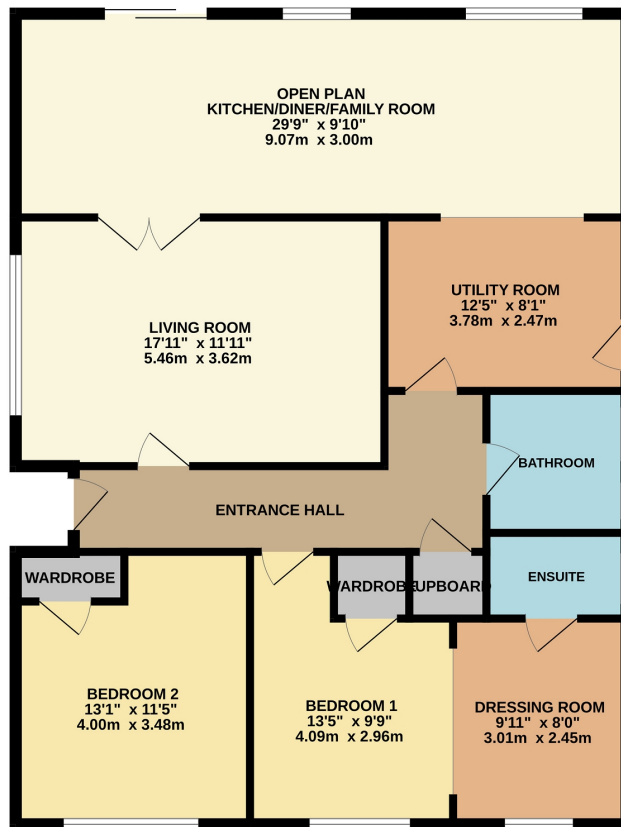 OPEN PLAN
KITCHEN/DINER/FAMILY ROOM
29'9" x 9'10"
9.07m x 3.00m
UTILITY ROOM
12'5" x 8'1"
3.78m x 2.47m
LIVING ROOM
17'11" x 11'11"
5.46m x 3.62m
BATHROOM
ENTRANCE HALL
WARDROBE
WARDROBE
CUPBOARD
ENSUITE
BEDROOM 2
13'1" x 11'5"
4.00m x 3.48m
BEDROOM 1
13'5" x 9'9"
4.09m x 2.96m
DRESSING ROOM
9'11" x 8'0"
3.01m x 2.45m